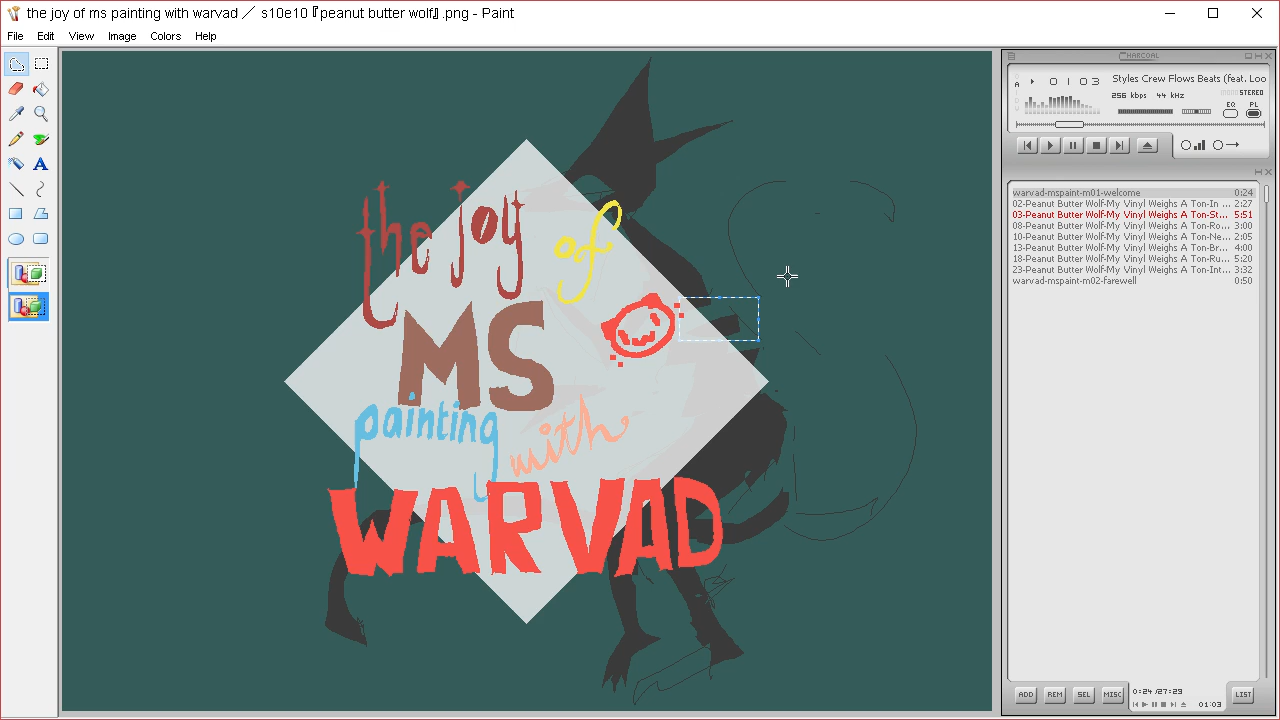 the joy of ms painting with warvad ／ s10e10『peanut butter wolf』.png - Paint
File Edit View Image Colors Help
the joy of
MS
painting with
WARVAD
CHARCOAL
01:03 Styles Crew Flows Beats (feat. Loo
256 kbps 44 kHz STEREO
EQ PL
warvad-mspaint-m01-welcome 0:24
02-Peanut Butter Wolf-My Vinyl Weighs A Ton-In ... 2:27
03-Peanut Butter Wolf-My Vinyl Weighs A Ton-St... 5:51
08-Peanut Butter Wolf-My Vinyl Weighs A Ton-Ro... 3:00
10-Peanut Butter Wolf-My Vinyl Weighs A Ton-Ne... 2:05
13-Peanut Butter Wolf-My Vinyl Weighs A Ton-Br... 4:00
18-Peanut Butter Wolf-My Vinyl Weighs A Ton-Ru... 5:20
23-Peanut Butter Wolf-My Vinyl Weighs A Ton-Int... 3:32
warvad-mspaint-m02-farewell 0:50
ADD REM SEL MISC 0:24 /27:29 LIST
01:03